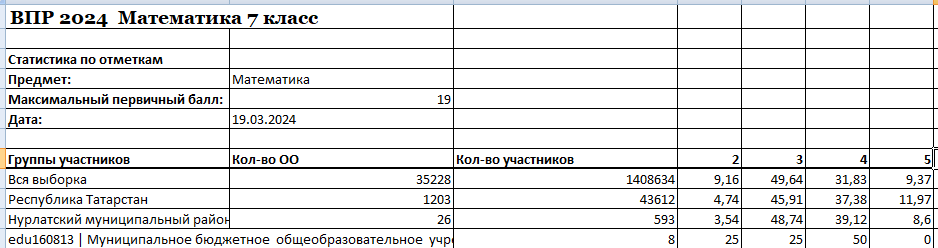 ВПР 2024 Математика 7 класс
Статистика по отметкам
Предмет: Математика
Максимальный первичный балл: 19
Дата: 19.03.2024
Группы участников Кол-во ОО Кол-во участников 2 3 4 5
Вся выборка 35228 1408634 9,16 49,64 31,83 9,37
Республика Татарстан 1203 43612 4,74 45,91 37,38 11,97
Нурлатский муниципальный район 26 593 3,54 48,74 39,12 8,6
edu160813 | Муниципальное бюджетное общеобразовательное учре 8 25 25 50 0